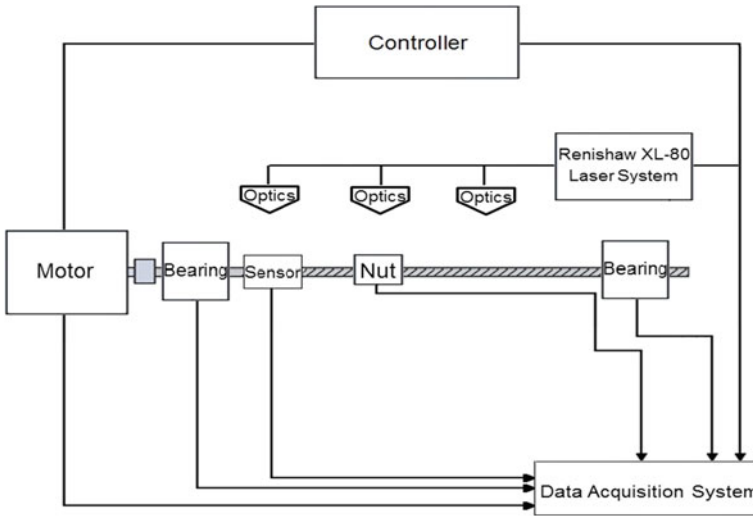 Controller
Renishaw XL-80
Laser System
Optics
Optics
Optics
Motor
Bearing
Sensor
Nut
Bearing
Data Acquisition System